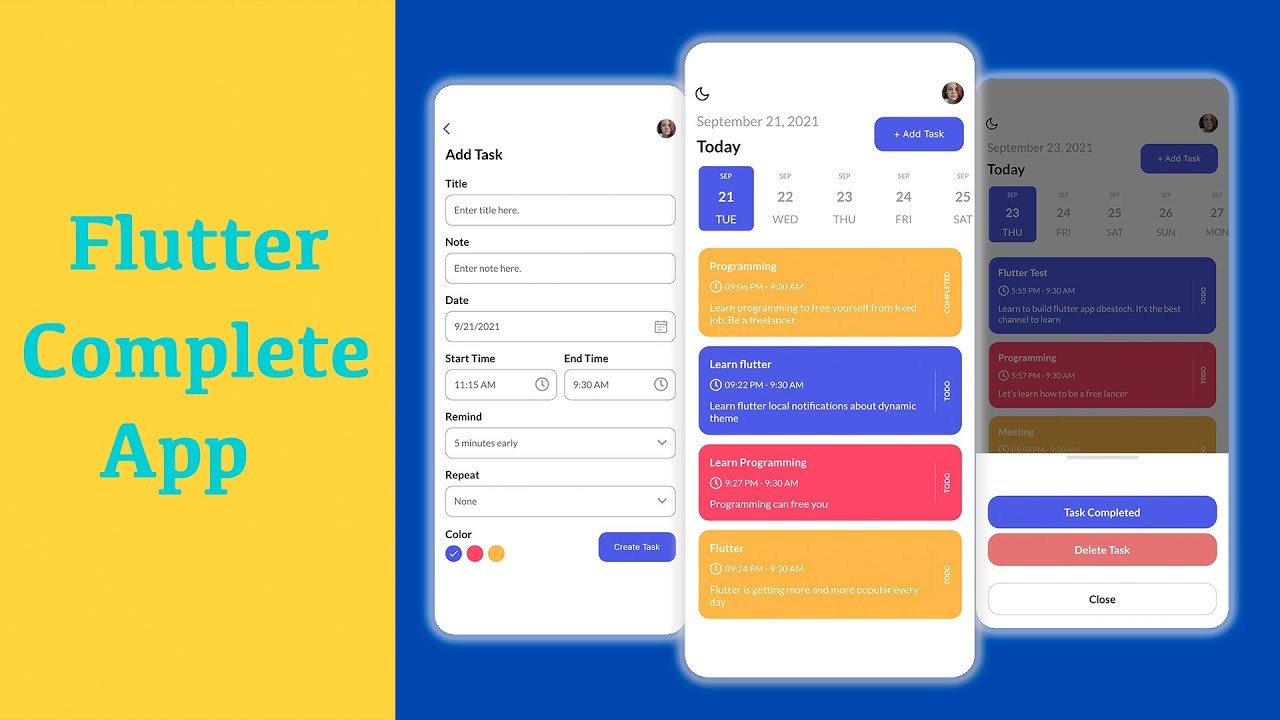 Flutter
Complete
App
Add Task
Title
Enter title here.
Note
Enter note here.
Date
9/21/2021
Start Time End Time
11:15 AM 9:30 AM
Remind
5 minutes early
Repeat
None
Color
Create Task
September 21, 2021
Today
+ Add Task
SEP SEP SEP SEP SEP
21 22 23 24 25
TUE WED THU FRI SAT
Programming
09:06 PM - 9:30 AM
Learn programming to free yourself from fixed
job. Be a freelancer
COMPLETED
Learn flutter
09:22 PM - 9:30 AM
Learn flutter local notifications about dynamic
theme
TODO
Learn Programming
9:27 PM - 9:30 AM
Programming can free you
TODO
Flutter
09:24 PM - 9:30 AM
Flutter is getting more and more popular every
day
TODO
September 23, 2021
Today
+ Add Task
SEP SEP SEP SEP SEP
23 24 25 26 27
THU FRI SAT SUN MON
Flutter Test
5:55 PM - 9:30 AM
Learn to build flutter app dbestech. It's the best
channel to learn
TODO
Programming
5:57 PM - 9:30 AM
Let's learn how to be a free lancer
TODO
Meeting
05:58 PM - 9:30 AM
Task Completed
Delete Task
Close